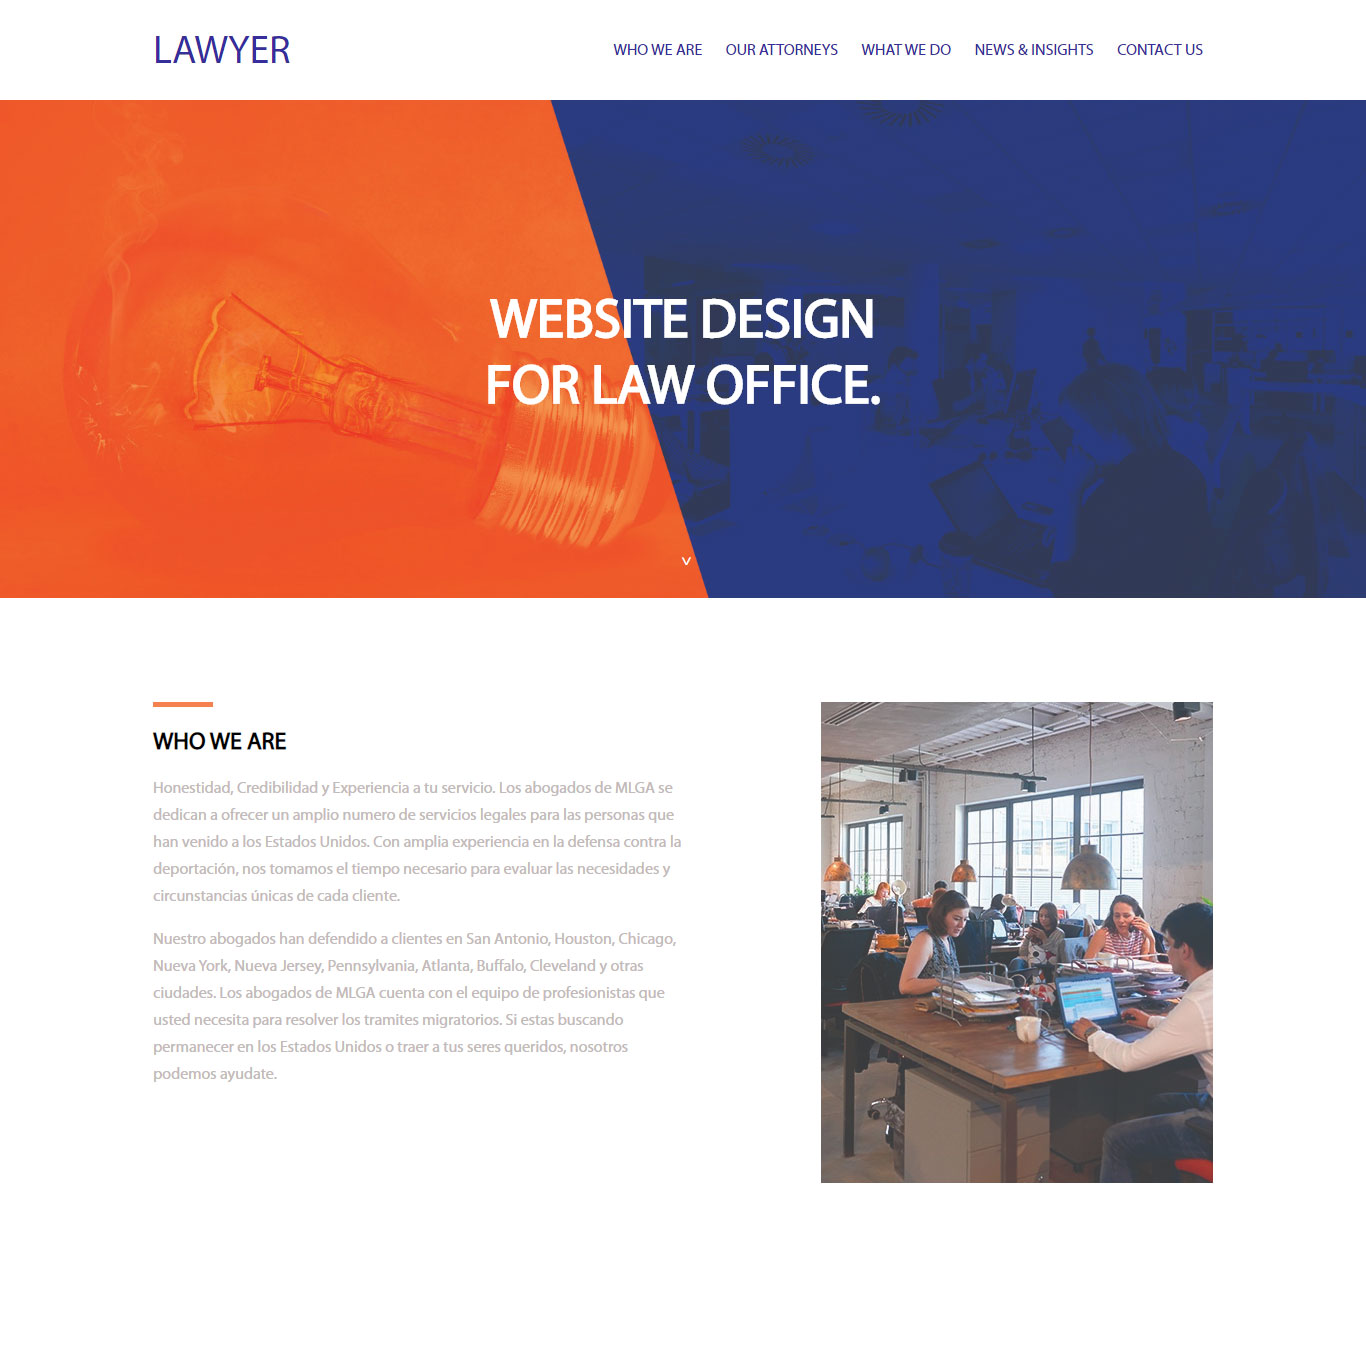 LAWYER
WHO WE ARE OUR ATTORNEYS WHAT WE DO NEWS & INSIGHTS CONTACT US
WEBSITE DESIGN
FOR LAW OFFICE.
v
WHO WE ARE
Honestidad, Credibilidad y Experiencia a tu servicio. Los abogados de MLGA se
dedican a ofrecer un amplio numero de servicios legales para las personas que
han venido a los Estados Unidos. Con amplia experiencia en la defensa contra la
deportación, nos tomamos el tiempo necesario para evaluar las necesidades y
circunstancias únicas de cada cliente.
Nuestro abogados han defendido a clientes en San Antonio, Houston, Chicago,
Nueva York, Nueva Jersey, Pennsylvania, Atlanta, Buffalo, Cleveland y otras
ciudades. Los abogados de MLGA cuenta con el equipo de profesionistas que
usted necesita para resolver los tramites migratorios. Si estas buscando
permanecer en los Estados Unidos o traer a tus seres queridos, nosotros
podemos ayudate.